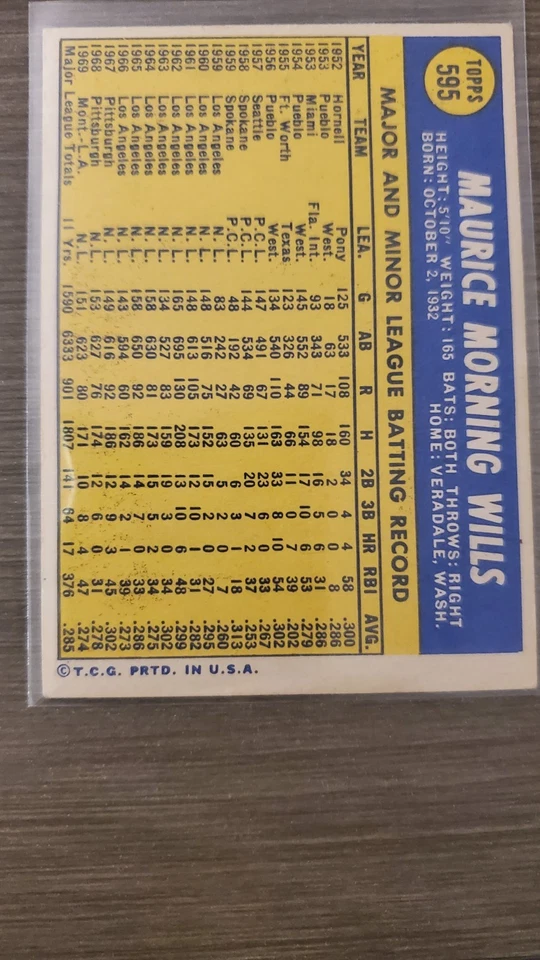 TOPPS
595
MAURICE MORNING WILLS
HEIGHT: 5'10" WEIGHT: 165 BATS: BOTH THROWS: RIGHT
BORN: OCTOBER 2, 1932 HOME: VERADALE, WASH.
MAJOR AND MINOR LEAGUE BATTING RECORD
YEAR TEAM LEA. G AB R H 2B 3B HR RBI AVG.
1952 Hornell Pony 125 533 108 160 34 4 4 58 .300
1953 Pueblo West. 18 63 17 18 2 0 0 8 .286
1953 Miami Fla. Int. 93 343 71 98 16 5 6 31 .286
1954 Pueblo West. 145 552 89 154 17 10 6 53 .279
1955 Ft. Worth Texas 123 326 44 66 11 0 7 39 .202
1956 Pueblo West. 134 540 110 163 33 8 10 54 .302
1957 Seattle P.C.L. 147 491 67 131 23 7 0 33 .267
1958 Spokane P.C.L. 144 534 69 135 20 7 2 37 .253
1959 Spokane P.C.L. 48 192 42 60 6 3 1 18 .313
1959 Los Angeles N. L. 83 242 27 63 5 2 0 7 .260
1960 Los Angeles N. L. 148 516 75 152 15 2 0 27 .295
1961 Los Angeles N. L. 148 613 105 173 12 10 1 31 .282
1962 Los Angeles N. L. 165 695 130 208 13 10 6 48 .299
1963 Los Angeles N. L. 134 527 83 159 19 3 0 34 .302
1964 Los Angeles N. L. 158 630 81 173 15 5 2 34 .275
1965 Los Angeles N. L. 158 650 92 186 14 7 0 33 .286
1966 Los Angeles N. L. 143 594 60 162 14 2 1 39 .273
1967 Pittsburgh N. L. 149 616 92 186 12 9 3 45 .302
1968 Pittsburgh N. L. 153 627 76 174 12 6 0 31 .278
1969 Mont.-L.A. N. L. 151 623 80 171 10 8 4 47 .274
Major League Totals 11 Yrs. 1590 6333 901 1807 141 64 17 376 .285
©T.C.G. PRTD. IN U.S.A.